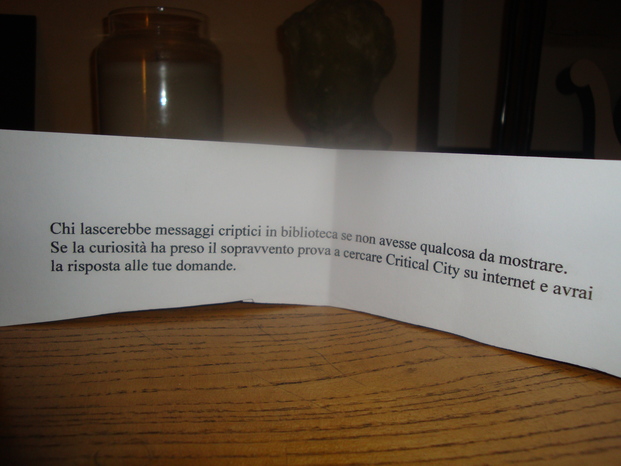 Chi lascerebbe messaggi criptici in biblioteca se non avesse qualcosa da mostrare.
Se la curiosità ha preso il sopravvento prova a cercare Critical City su internet e avrai
la risposta alle tue domande.